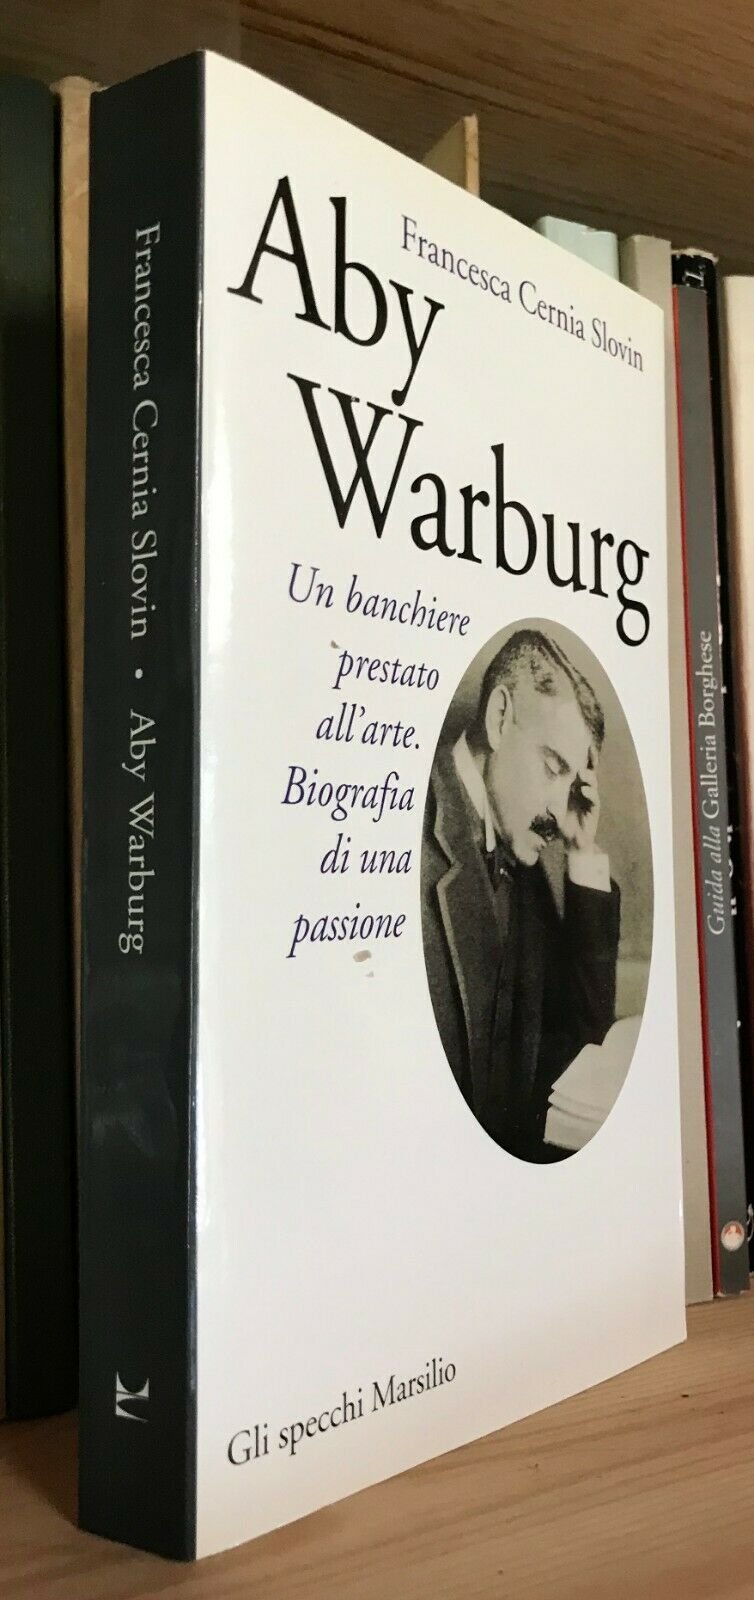 Francesca Cernia Slovin • Aby Warburg
Francesca Cernia Slovin
Aby
Warburg
Un banchiere
prestato
all'arte.
Biografia
di una
passione
Gli specchi Marsilio
Guida alla Galleria Borghese